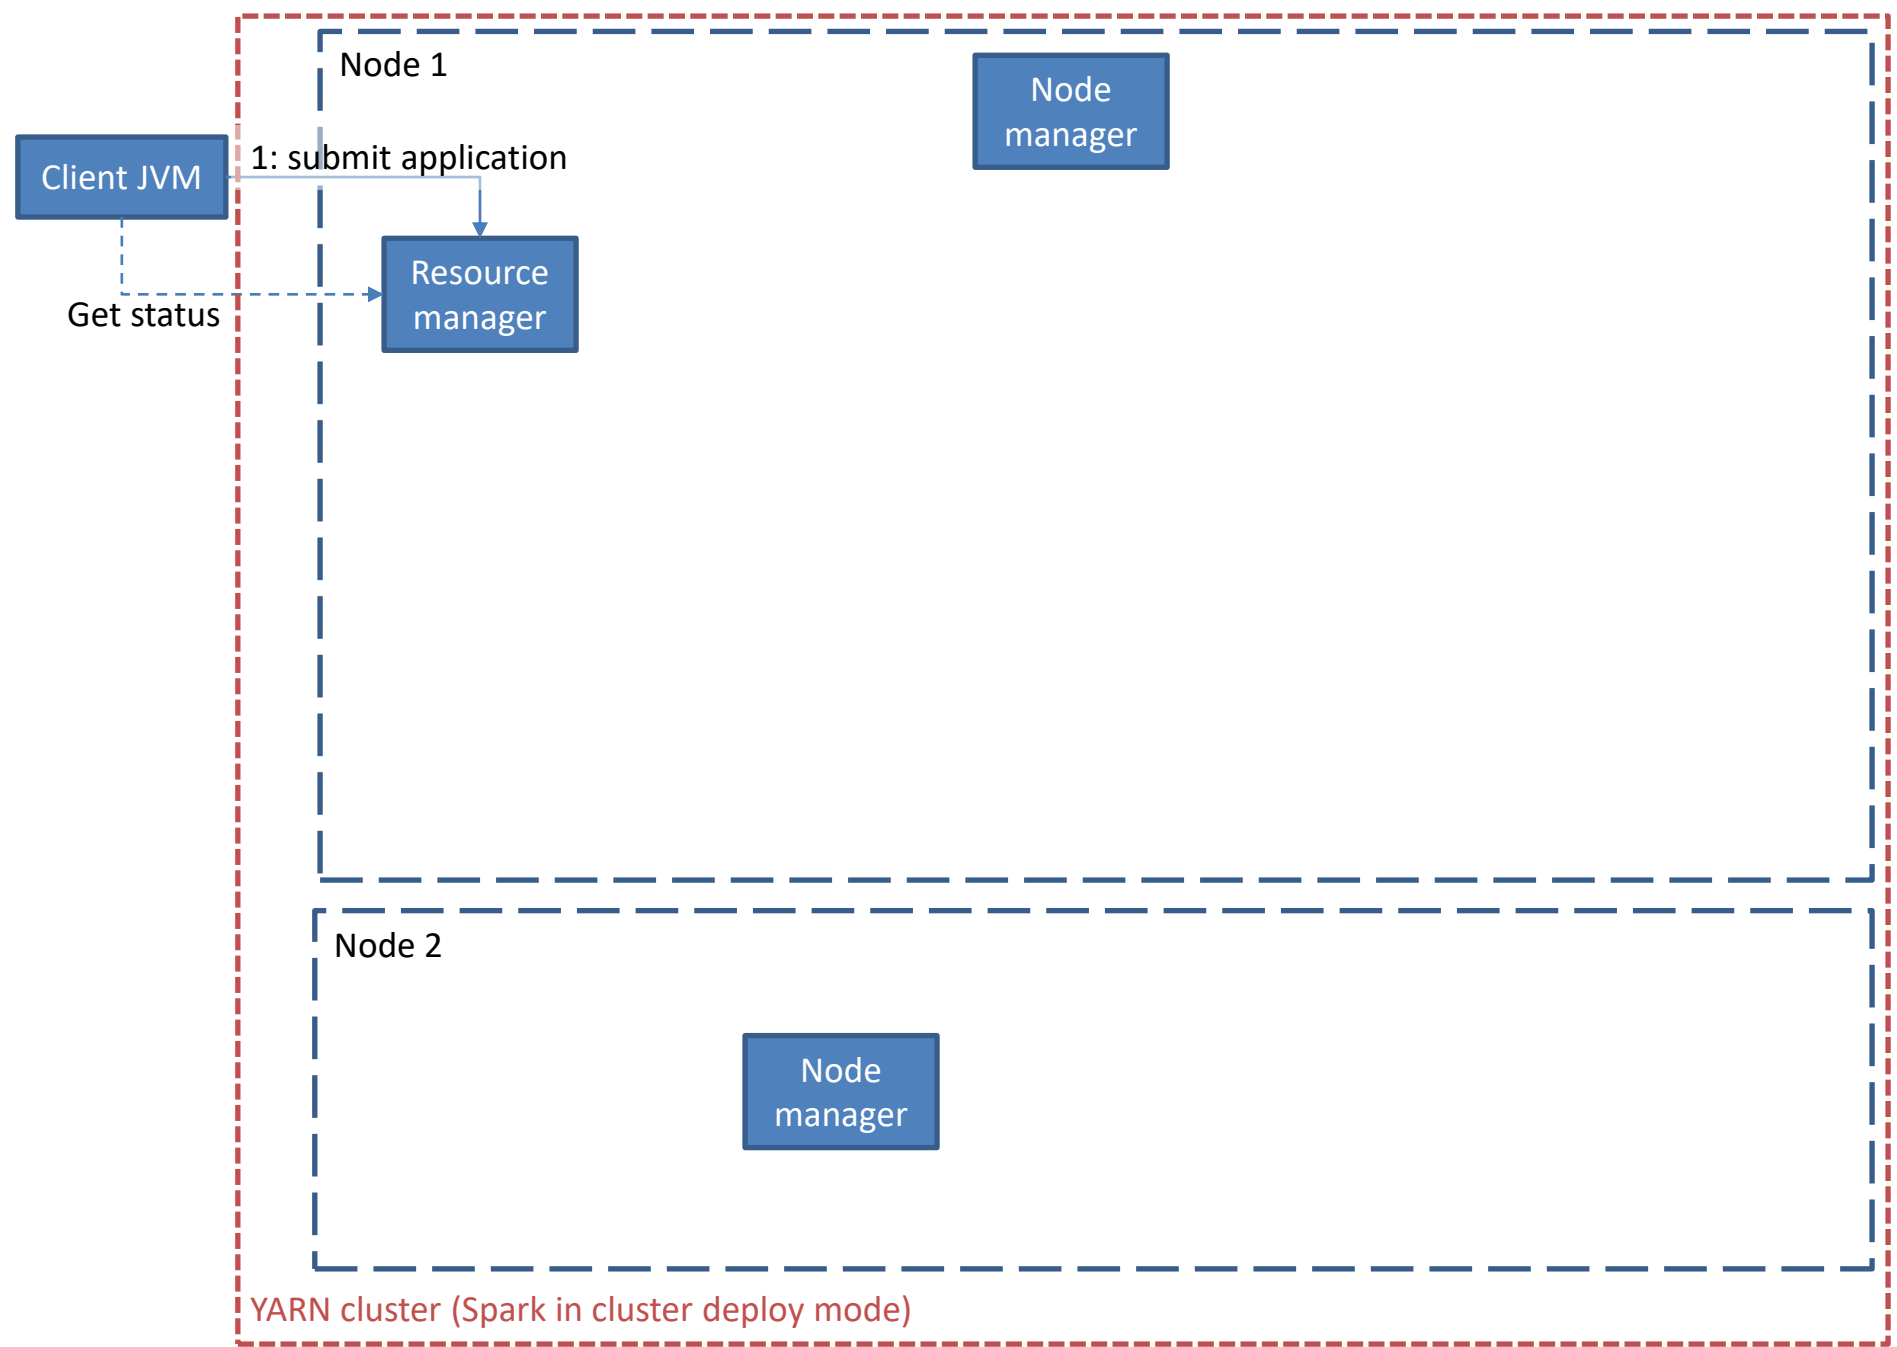 Node 1
Node
manager
1: submit application
Client JVM
Resource
manager
Get status
Node 2
Node
manager
YARN cluster (Spark in cluster deploy mode)